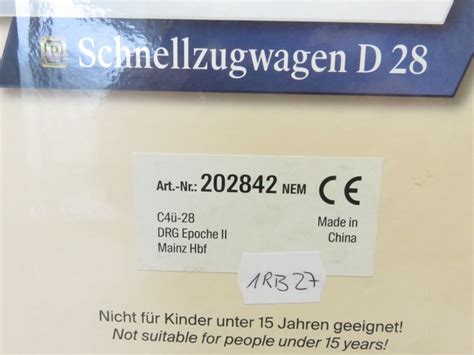 Schnellzugwagen D 28
Art.-Nr.: 202842 NEM CE
C4ü-28
DRG Epoche II
Mainz Hbf
Made in
China
1RB27
Nicht für Kinder unter 15 Jahren geeignet!
Not suitable for people under 15 years!